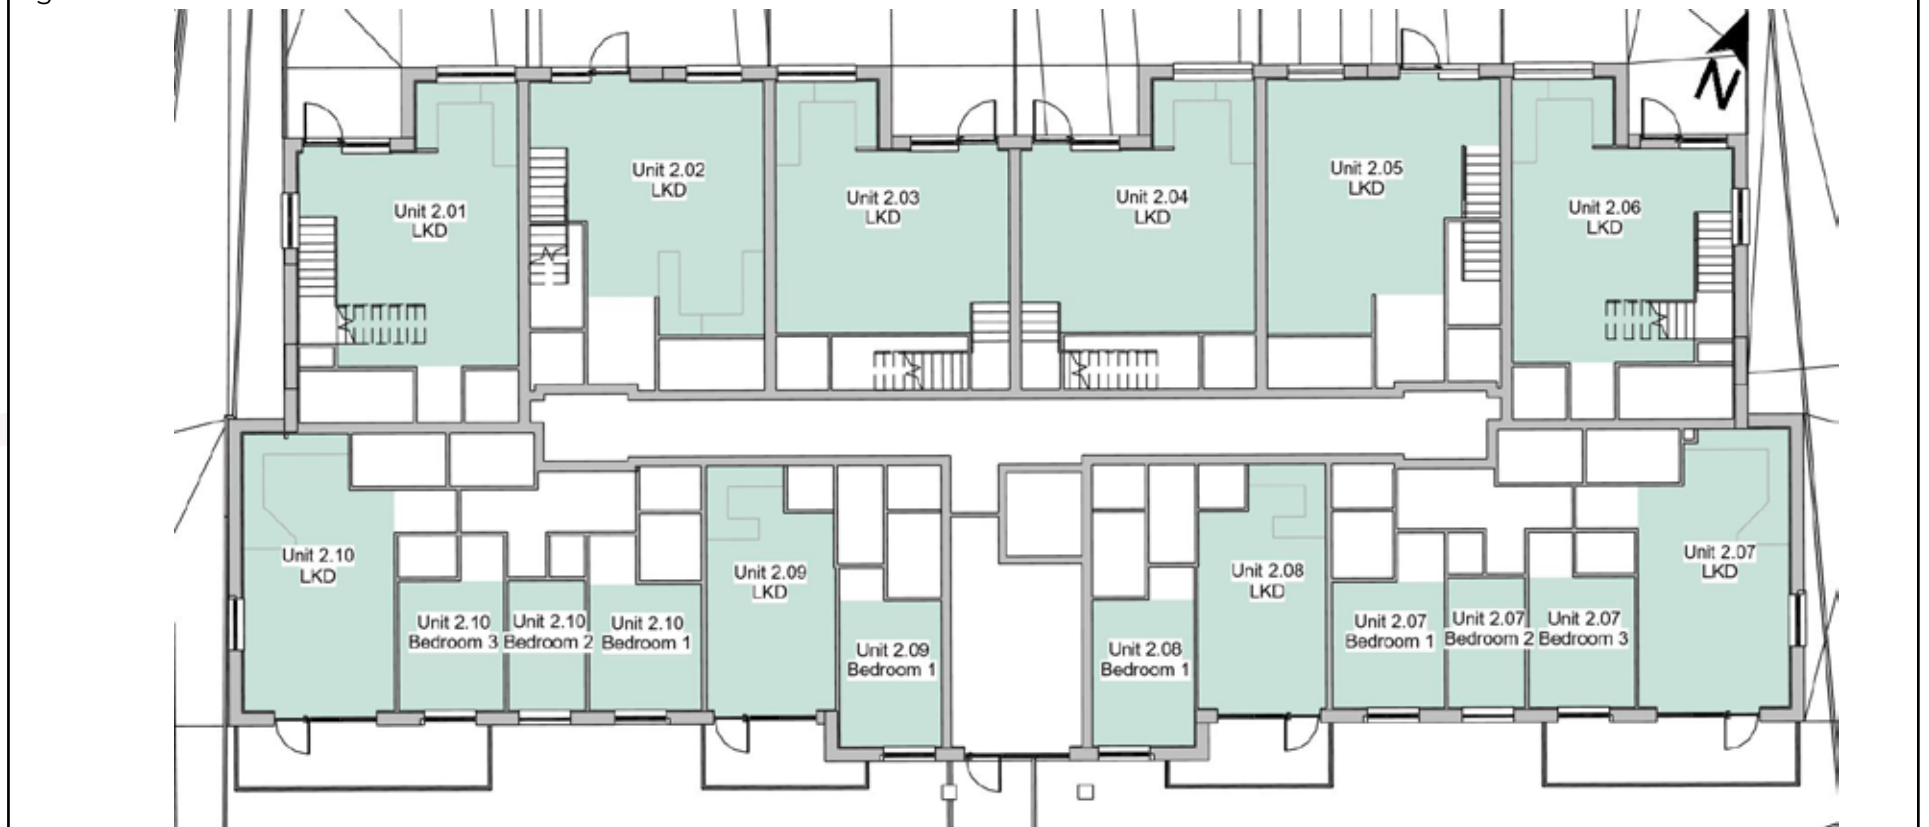 N
Unit 2.01
LKD
Unit 2.02
LKD
Unit 2.03
LKD
Unit 2.04
LKD
Unit 2.05
LKD
Unit 2.06
LKD
Unit 2.10
LKD
Unit 2.10
Bedroom 3
Unit 2.10
Bedroom 2
Unit 2.10
Bedroom 1
Unit 2.09
LKD
Unit 2.09
Bedroom 1
Unit 2.08
Bedroom 1
Unit 2.08
LKD
Unit 2.07
Bedroom 1
Unit 2.07
Bedroom 2
Unit 2.07
Bedroom 3
Unit 2.07
LKD